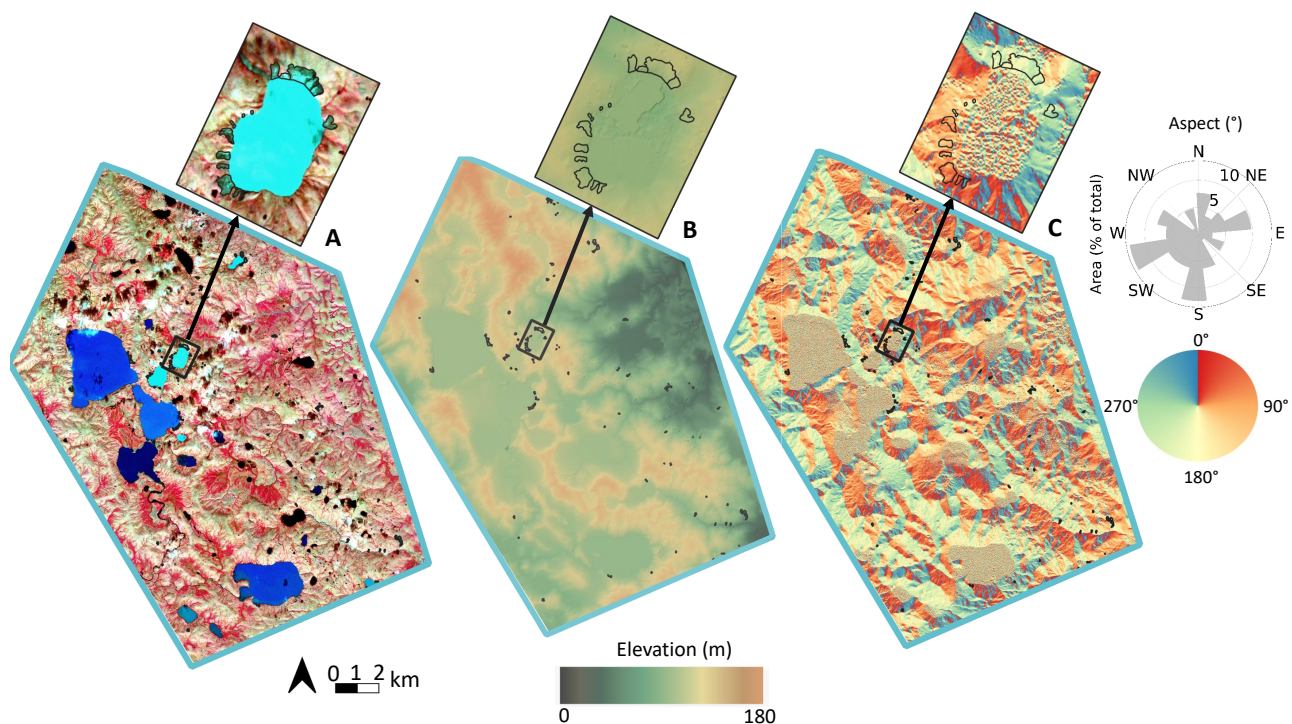 A
B
C
Aspect (°)
N
NW
10 NE
5
W
E
SW
SE
S
Area (% of total)
0°
270°
90°
180°
0 1 2 km
Elevation (m)
0
180